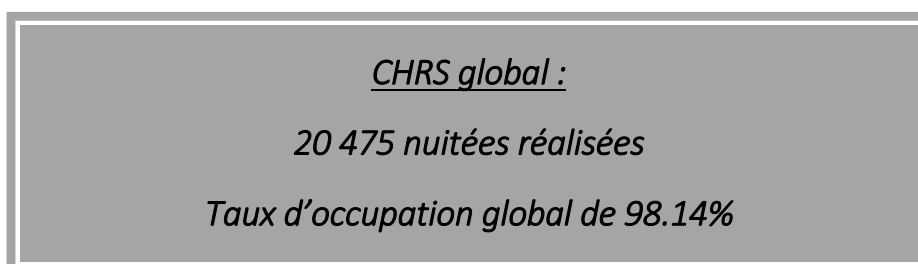 CHRS global :
20 475 nuitées réalisées
Taux d’occupation global de 98.14%